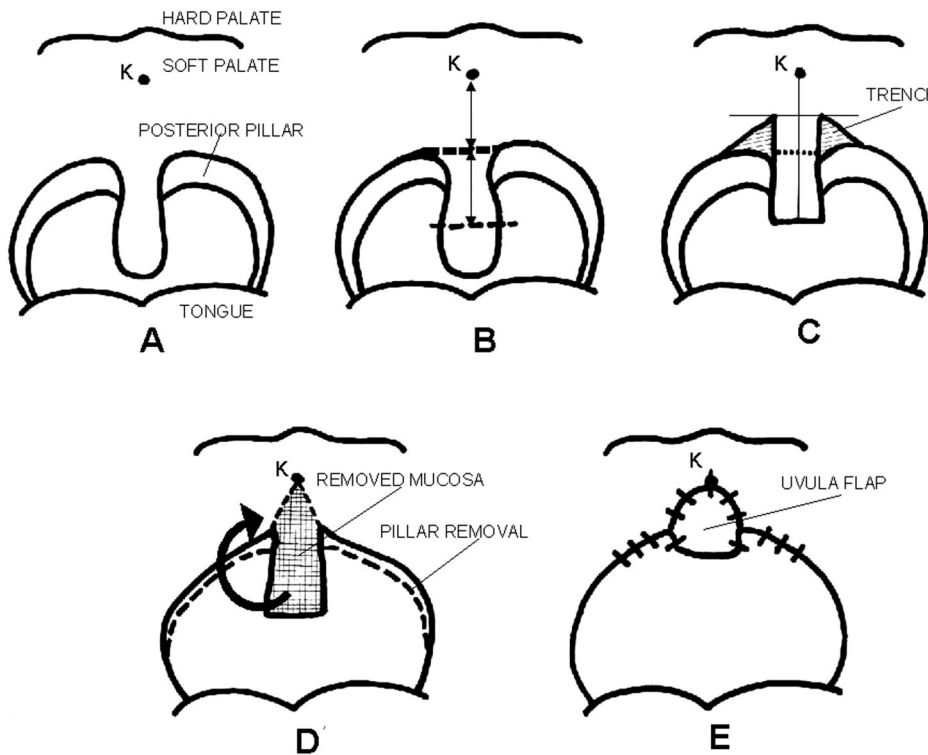 HARD PALATE
K SOFT PALATE
POSTERIOR PILLAR
TONGUE
A
K
B
K
TRENCH
C
K
REMOVED MUCOSA
PILLAR REMOVAL
D
K
UVULA FLAP
E